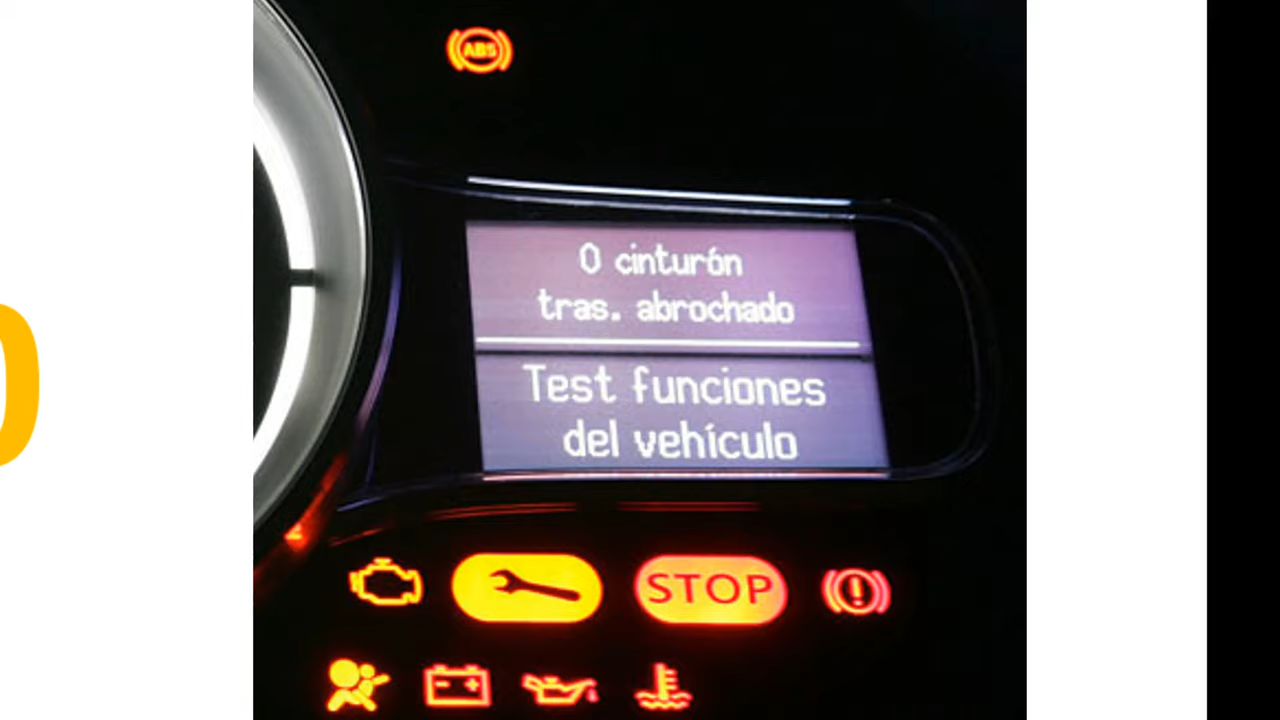 ABS
0 cinturón
tras. abrochado
Test funciones
del vehículo
STOP